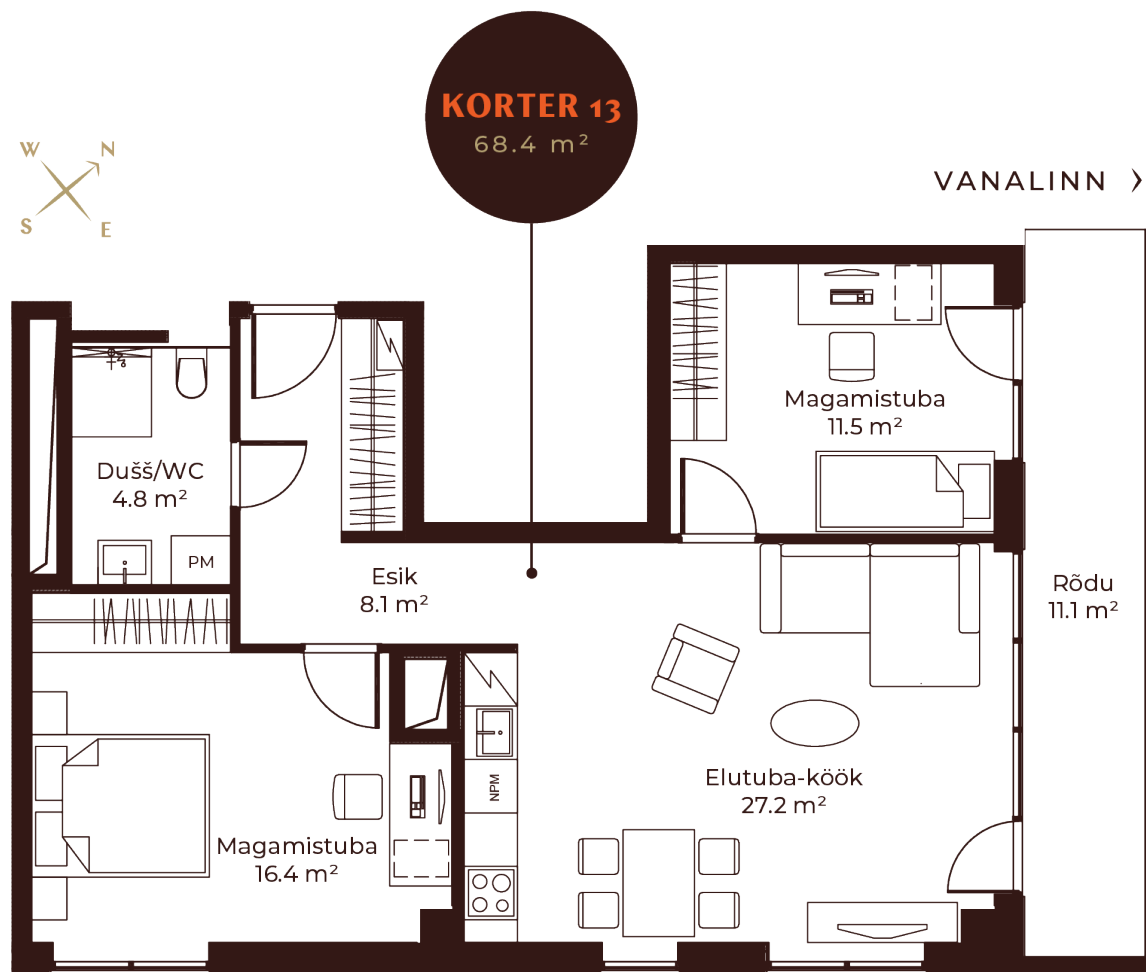 KORTER 13
68.4 m²
W N
S E
VANALINN
Magamistuba
11.5 m²
Dušš/WC
4.8 m²
PM
Esik
8.1 m²
Rõdu
11.1 m²
Elutuba-köök
27.2 m²
NPM
Magamistuba
16.4 m²